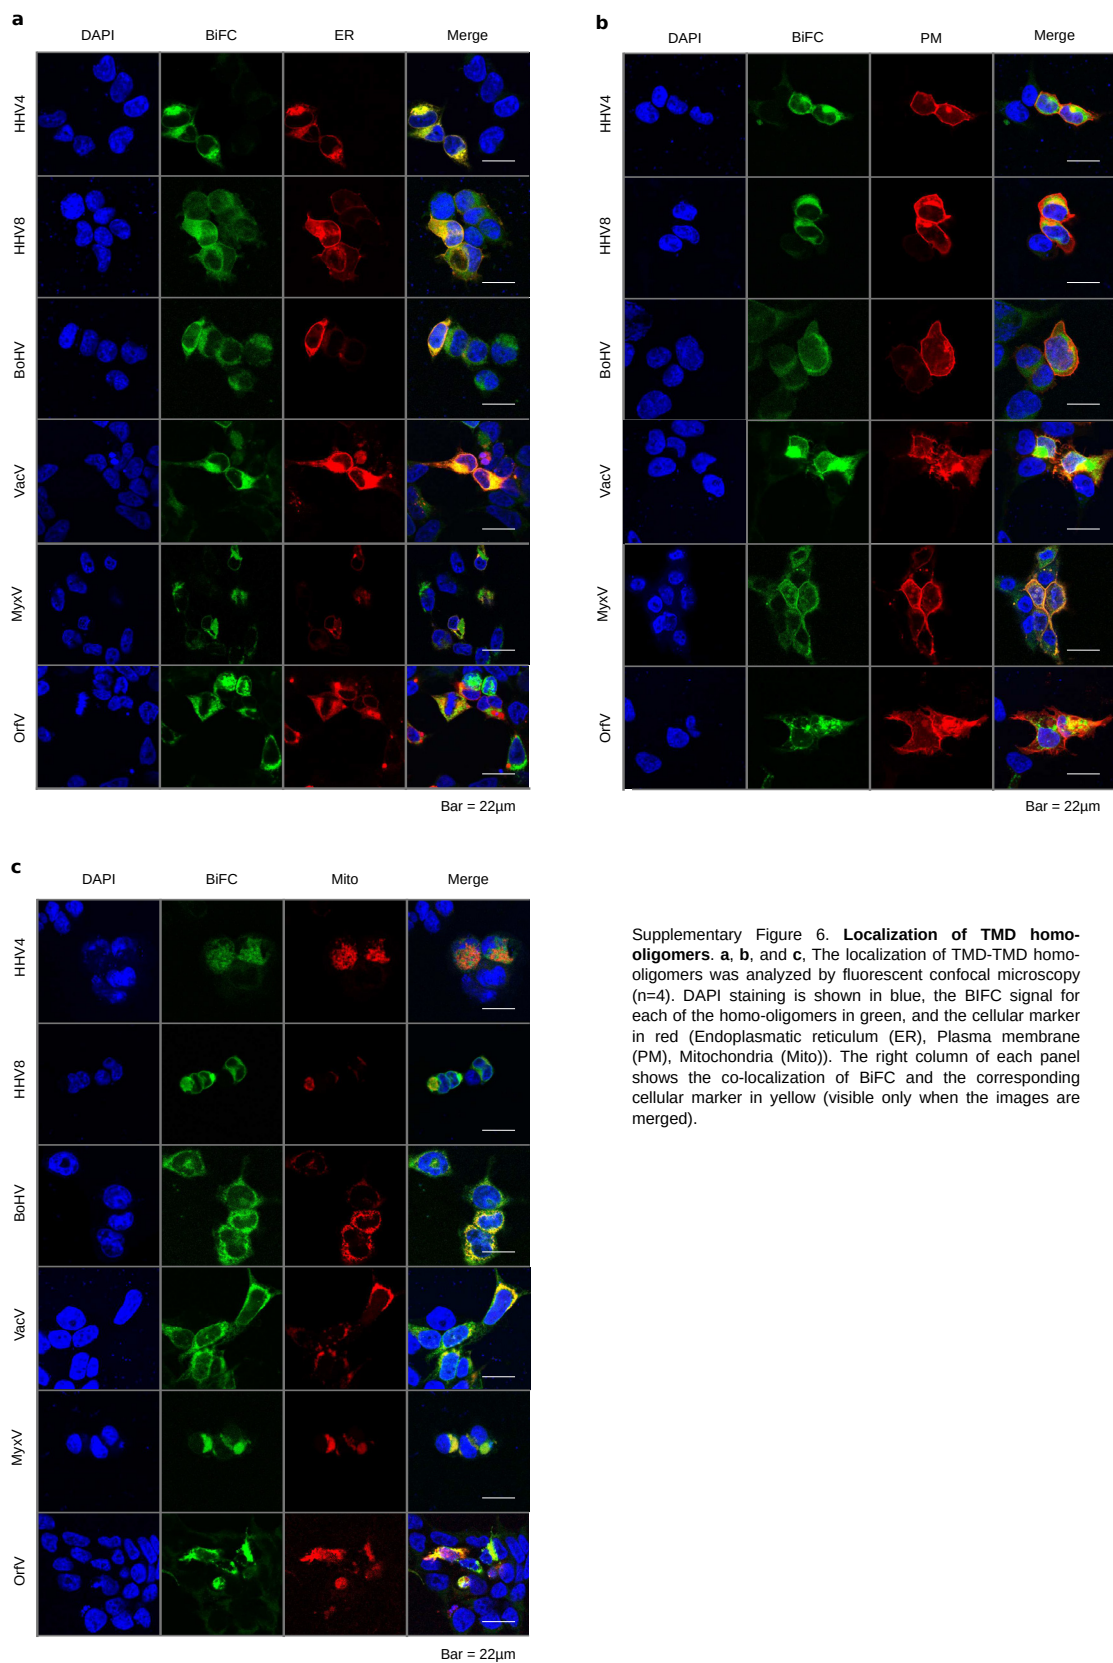 a
DAPI BiFC ER Merge
HHV4
HHV8
BoHV
VacV
MyxV
OrfV
Bar = 22µm
b
DAPI BiFC PM Merge
HHV4
HHV8
BoHV
VacV
MyxV
OrfV
Bar = 22µm
c
DAPI BiFC Mito Merge
HHV4
HHV8
BoHV
VacV
MyxV
OrfV
Bar = 22µm
Supplementary Figure 6. Localization of TMD homo-
oligomers. a, b, and c, The localization of TMD-TMD homo-
oligomers was analyzed by fluorescent confocal microscopy
(n=4). DAPI staining is shown in blue, the BIFC signal for
each of the homo-oligomers in green, and the cellular marker
in red (Endoplasmatic reticulum (ER), Plasma membrane
(PM), Mitochondria (Mito)). The right column of each panel
shows the co-localization of BiFC and the corresponding
cellular marker in yellow (visible only when the images are
merged).